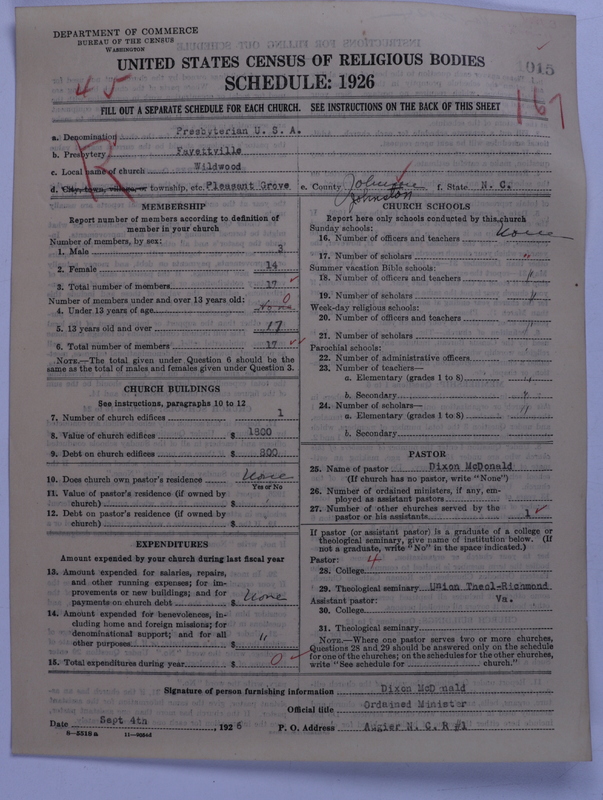 DEPARTMENT OF COMMERCE
BUREAU OF THE CENSUS
WASHINGTON
UNITED STATES CENSUS OF RELIGIOUS BODIES
SCHEDULE: 1926
015
45
R
167
FILL OUT A SEPARATE SCHEDULE FOR EACH CHURCH. SEE INSTRUCTIONS ON THE BACK OF THIS SHEET
a. Denomination Presbyterian U. S. A.
b. Presbytery Fayettville
c. Local name of church Wildwood
d. City, town, village, or township, etc. Pleasant Grove e. County Johnston f. State N. C.
Johnston
MEMBERSHIP
Report number of members according to definition of
member in your church
Number of members, by sex:
1. Male 3
2. Female 14
3. Total number of members 17
Number of members under and over 13 years old:
4. Under 13 years of age None 0
5. 13 years old and over 17
6. Total number of members 17
NOTE.—The total given under Question 6 should be
same as the total of males and females given under Question 3.
CHURCH BUILDINGS
See instructions, paragraphs 10 to 12
7. Number of church edifices 1
8. Value of church edifices $ 1800
9. Debt on church edifices $ 800
10. Does church own pastor's residence None
Yes or No
11. Value of pastor's residence (if owned by
church) $
12. Debt on pastor's residence (if owned by
church) $
EXPENDITURES
Amount expended by your church during last fiscal year
13. Amount expended for salaries, repairs,
and other running expenses; for im-
provements or new buildings; and for
payments on church debt $ None
14. Amount expended for benevolences, in-
cluding home and foreign missions; for
denominational support; and for all
other purposes $ "
15. Total expenditures during year $ 0
CHURCH SCHOOLS
Report here only schools conducted by this church
Sunday schools:
16. Number of officers and teachers None
17. Number of scholars "
Summer vacation Bible schools:
18. Number of officers and teachers "
19. Number of scholars "
Week-day religious schools:
20. Number of officers and teachers "
21. Number of scholars "
Parochial schools:
22. Number of administrative officers
23. Number of teachers—
a. Elementary (grades 1 to 8) "
b. Secondary "
24. Number of scholars—
a. Elementary (grades 1 to 8) "
b. Secondary
PASTOR
25. Name of pastor Dixon McDonald
(If church has no pastor, write "None")
26. Number of ordained ministers, if any, em-
ployed as assistant pastors
27. Number of other churches served by the
pastor or his assistants 1
If pastor (or assistant pastor) is a graduate of a college or
theological seminary, give name of institution below. (If
not a graduate, write "No" in the space indicated.)
Pastor: 4
28. College
29. Theological seminary Union Theol-Richmond
Assistant pastor: Va.
30. College
31. Theological seminary
NOTE.—Where one pastor serves two or more churches,
Questions 28 and 29 should be answered only on the schedule
for one of the churches; on the schedules for the other churches,
write "See schedule for church."
Signature of person furnishing information Dixon McDonald
Official title Ordained Minister
Date Sept 4th, 1926 P. O. Address Angier N. C. R #1
8-5518 a